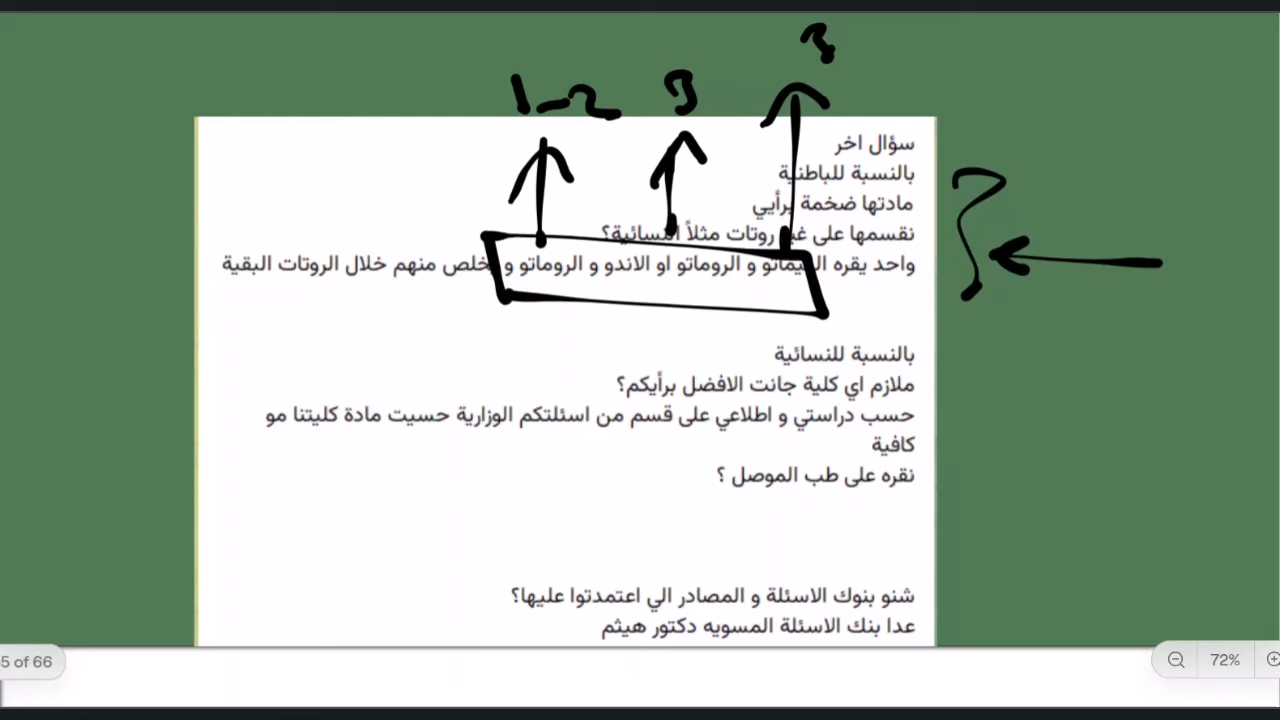 3
1-2 3
سؤال اخر
بالنسبة للباطنية
مادتها ضخمة برأيي
نقسمها على غير روتات مثلاً النسائية؟
واحد يقره الهيماتو و الروماتو او الاندو و الروماتو و يخلص منهم خلال الروتات البقية
بالنسبة للنسائية
ملازم اي كلية جانت الافضل برأيكم؟
حسب دراستي و اطلاعي على قسم من اسئلتكم الوزارية حسيت مادة كليتنا مو
كافية
نقره على طب الموصل ؟
شنو بنوك الاسئلة و المصادر الي اعتمدتوا عليها؟
عدا بنك الاسئلة المسويه دكتور هيثم
5 of 66
72%